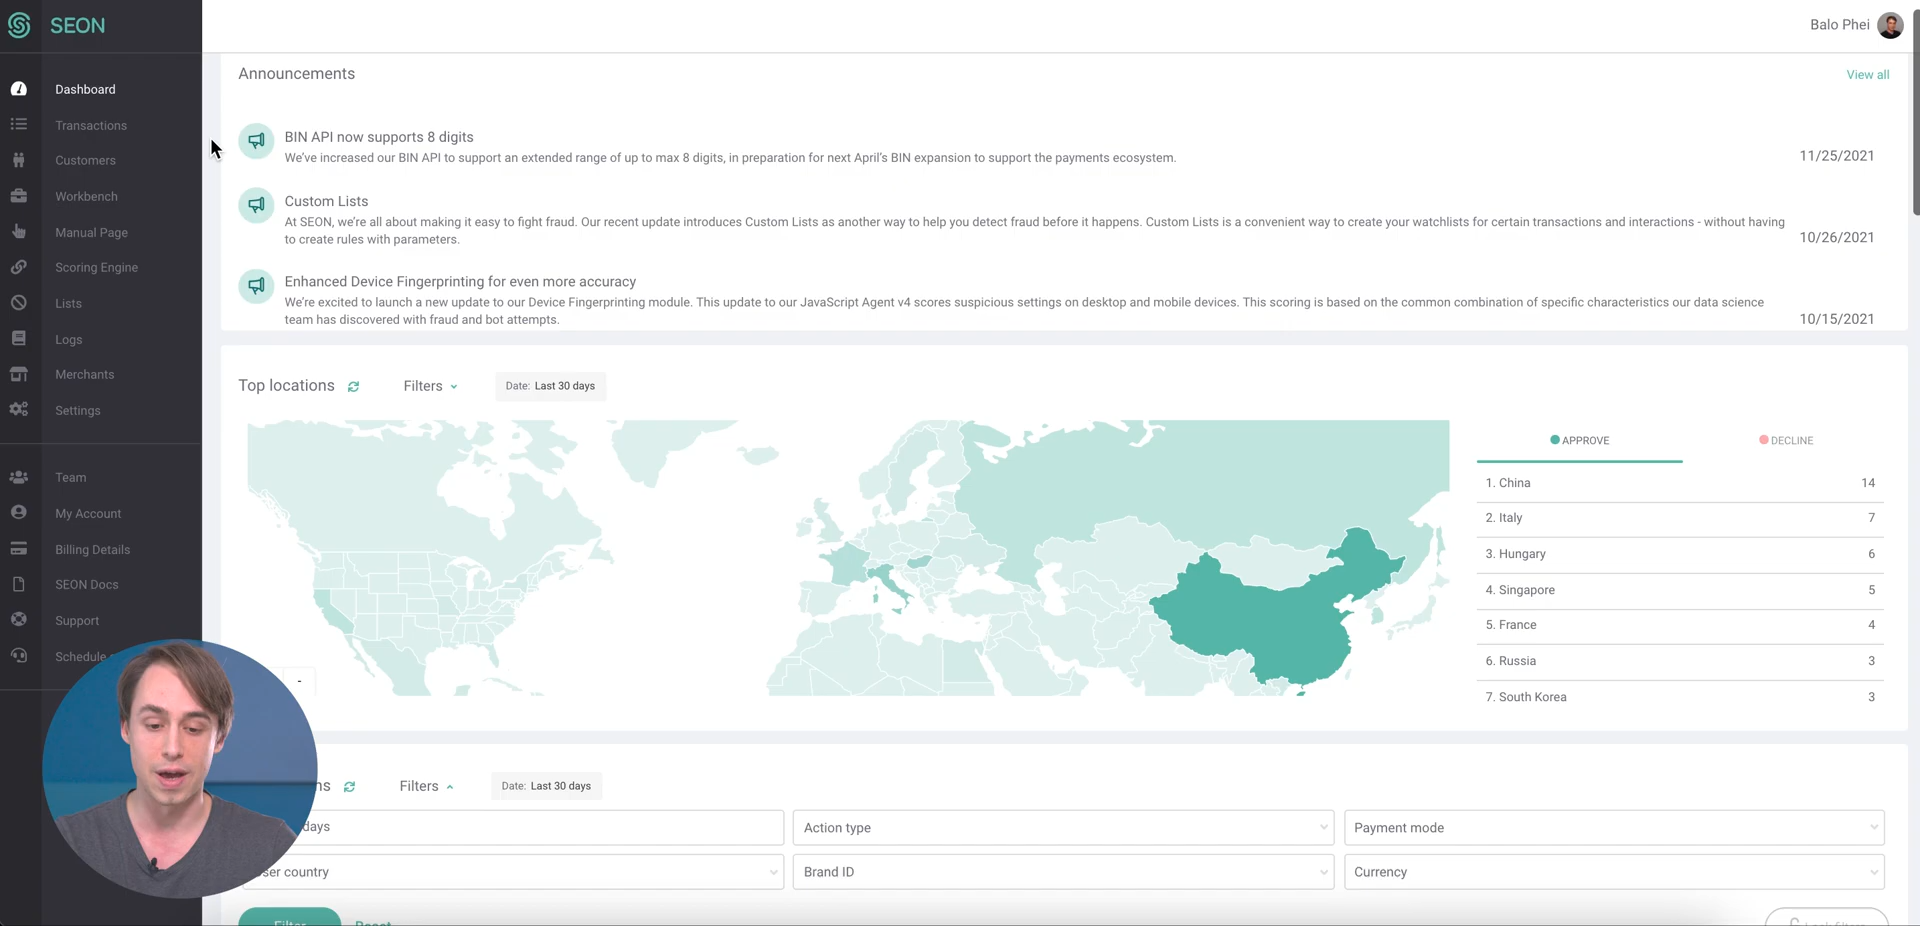 SEON
Balo Phei
Dashboard
Transactions
Customers
Workbench
Manual Page
Scoring Engine
Lists
Logs
Merchants
Settings
Team
My Account
Billing Details
SEON Docs
Support
Schedule
Announcements
View all
BIN API now supports 8 digits
We've increased our BIN API to support an extended range of up to max 8 digits, in preparation for next April's BIN expansion to support the payments ecosystem.
11/25/2021
Custom Lists
At SEON, we're all about making it easy to fight fraud. Our recent update introduces Custom Lists as another way to help you detect fraud before it happens. Custom Lists is a convenient way to create your watchlists for certain transactions and interactions - without having
to create rules with parameters.
10/26/2021
Enhanced Device Fingerprinting for even more accuracy
We're excited to launch a new update to our Device Fingerprinting module. This update to our JavaScript Agent v4 scores suspicious settings on desktop and mobile devices. This scoring is based on the common combination of specific characteristics our data science
team has discovered with fraud and bot attempts.
10/15/2021
Top locations Filters Date: Last 30 days
APPROVE DECLINE
1. China 14
2. Italy 7
3. Hungary 6
4. Singapore 5
5. France 4
6. Russia 3
7. South Korea 3
-
Filters Date: Last 30 days
days Action type Payment mode
country Brand ID Currency
Filter Reset